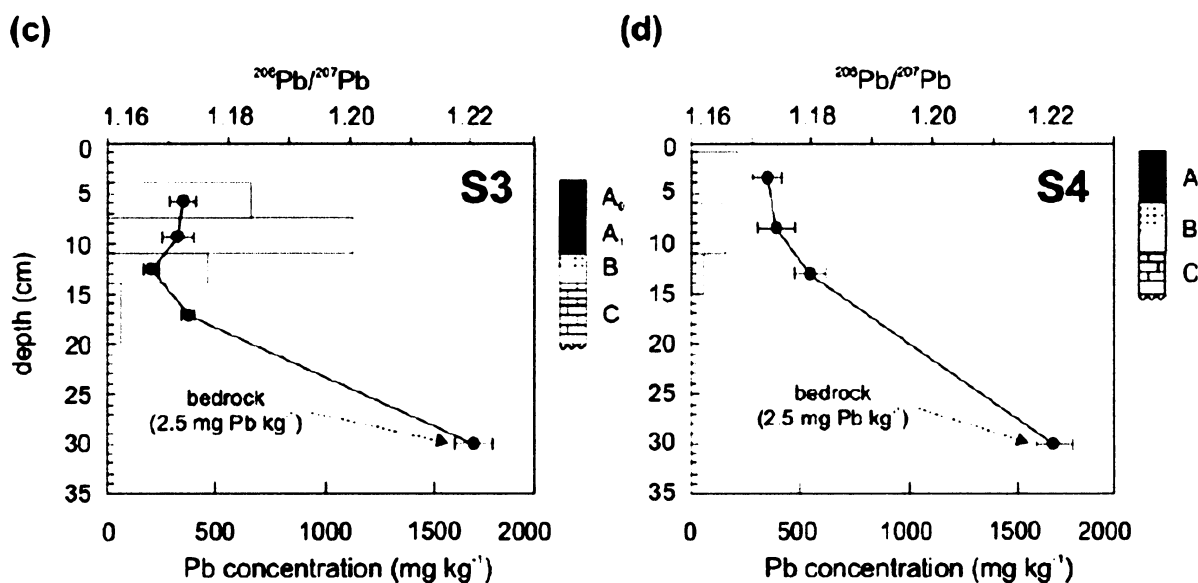 (c)
²⁰⁶Pb/²⁰⁷Pb
1.16 1.18 1.20 1.22
0
5
10
15
20
25
30
35
depth (cm)
S3
A₀
A₁
B
C
bedrock
(2.5 mg Pb kg⁻¹)
0 500 1000 1500 2000
Pb concentration (mg kg⁻¹)
(d)
²⁰⁶Pb/²⁰⁷Pb
1.16 1.18 1.20 1.22
0
5
10
15
20
25
30
35
S4
A
B
C
bedrock
(2.5 mg Pb kg⁻¹)
0 500 1000 1500 2000
Pb concentration (mg kg⁻¹)